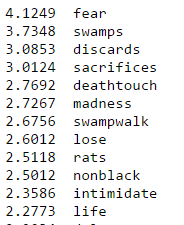 4.1249 fear
3.7348 swamps
3.0853 discards
3.0124 sacrifices
2.7692 deathtouch
2.7267 madness
2.6756 swampwalk
2.6012 lose
2.5118 rats
2.5012 nonblack
2.3586 intimidate
2.2773 life